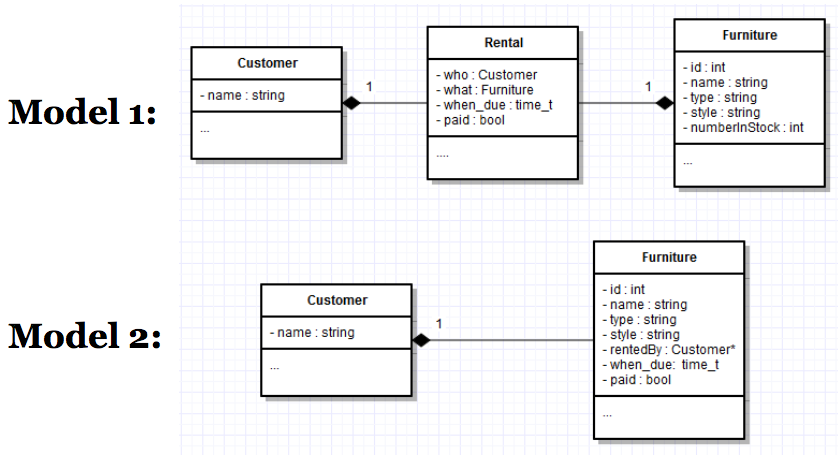 Model 1:
Customer
- name : string
...
1
Rental
- who : Customer
- what : Furniture
- when_due : time_t
- paid : bool
....
1
Furniture
- id : int
- name : string
- type : string
- style : string
- numberInStock : int
...
Model 2:
Customer
- name : string
...
1
Furniture
- id : int
- name : string
- type : string
- style : string
- rentedBy : Customer*
- when_due: time_t
- paid : bool
...